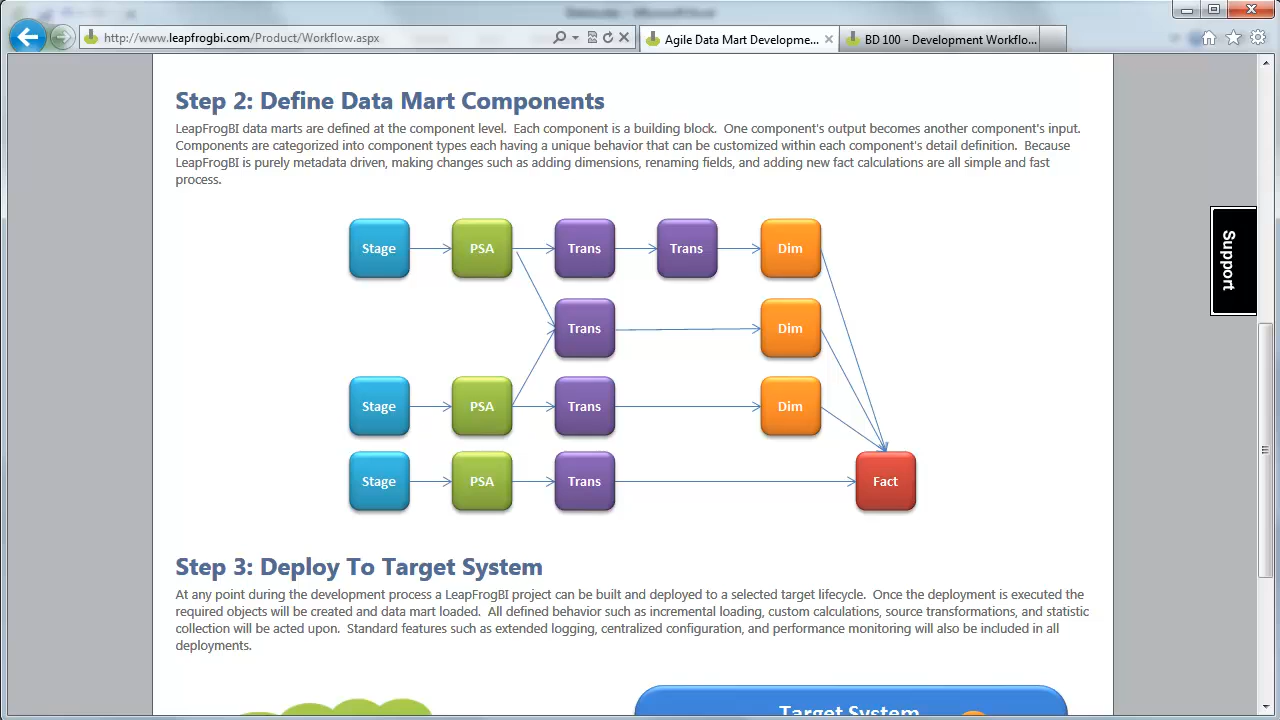 http://www.leapfrogbi.com/Product/Workflow.aspx
Agile Data Mart Developme...
BD 100 - Development Workflo...
Step 2: Define Data Mart Components
LeapFrogBI data marts are defined at the component level. Each component is a building block. One component's output becomes another component's input.
Components are categorized into component types each having a unique behavior that can be customized within each component's detail definition. Because
LeapFrogBI is purely metadata driven, making changes such as adding dimensions, renaming fields, and adding new fact calculations are all simple and fast
process.
Stage PSA Trans Trans Dim
Trans Dim
Stage PSA Trans Dim
Stage PSA Trans Fact
Support
Step 3: Deploy To Target System
At any point during the development process a LeapFrogBI project can be built and deployed to a selected target lifecycle. Once the deployment is executed the
required objects will be created and data mart loaded. All defined behavior such as incremental loading, custom calculations, source transformations, and statistic
collection will be acted upon. Standard features such as extended logging, centralized configuration, and performance monitoring will also be included in all
deployments.
Target System